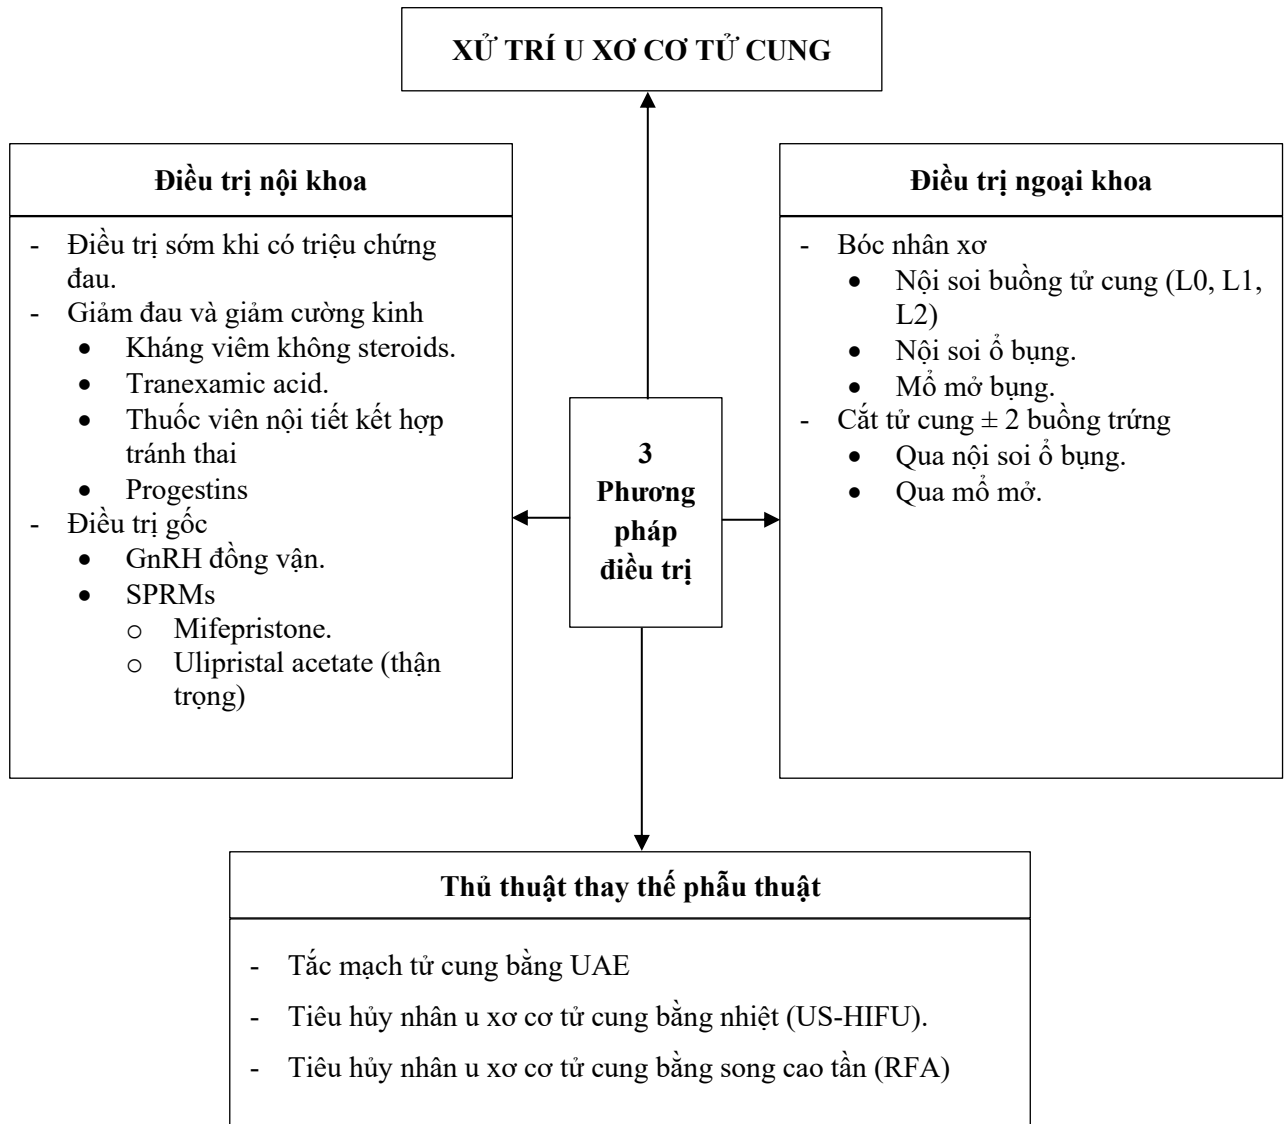 XỬ TRÍ U XƠ CƠ TỬ CUNG
Điều trị nội khoa
- Điều trị sớm khi có triệu chứng
đau.
- Giảm đau và giảm cường kinh
• Kháng viêm không steroids.
• Tranexamic acid.
• Thuốc viên nội tiết kết hợp
tránh thai
• Progestins
- Điều trị gốc
• GnRH đồng vận.
• SPRMs
o Mifepristone.
o Ulipristal acetate (thận
trọng)
3
Phương
pháp
điều trị
Điều trị ngoại khoa
- Bóc nhân xơ
• Nội soi buồng tử cung (L0, L1,
L2)
• Nội soi ổ bụng.
• Mổ mở bụng.
- Cắt tử cung ± 2 buồng trứng
• Qua nội soi ổ bụng.
• Qua mổ mở.
Thủ thuật thay thế phẫu thuật
- Tắc mạch tử cung bằng UAE
- Tiêu hủy nhân u xơ cơ tử cung bằng nhiệt (US-HIFU).
- Tiêu hủy nhân u xơ cơ tử cung bằng song cao tần (RFA)